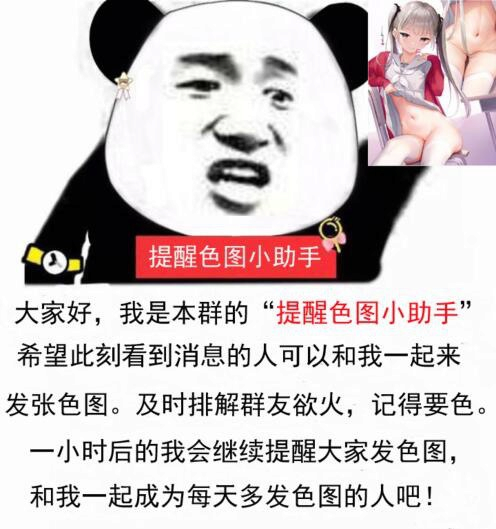 提醒色图小助手
大家好，我是本群的“提醒色图小助手”
希望此刻看到消息的人可以和我一起来
发张色图。及时排解群友欲火，记得要色。
一小时后的我会继续提醒大家发色图，
和我一起成为每天多发色图的人吧！